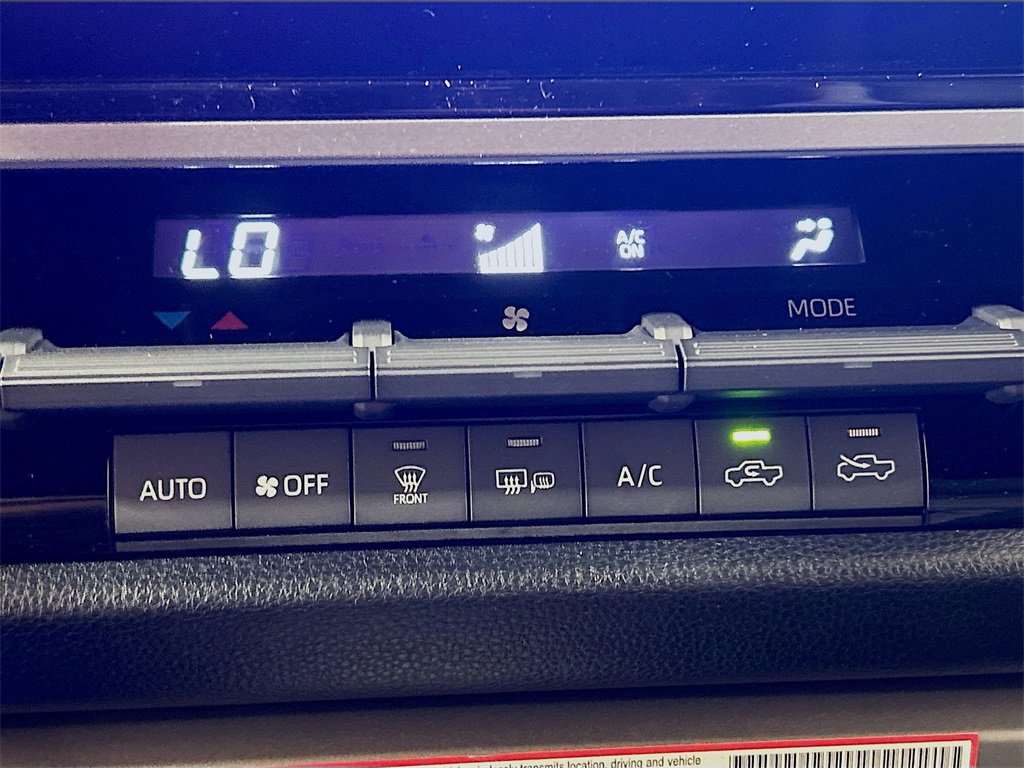 LO
A/C
ON
MODE
AUTO
OFF
FRONT
A/C
transmits location, driving and vehicle